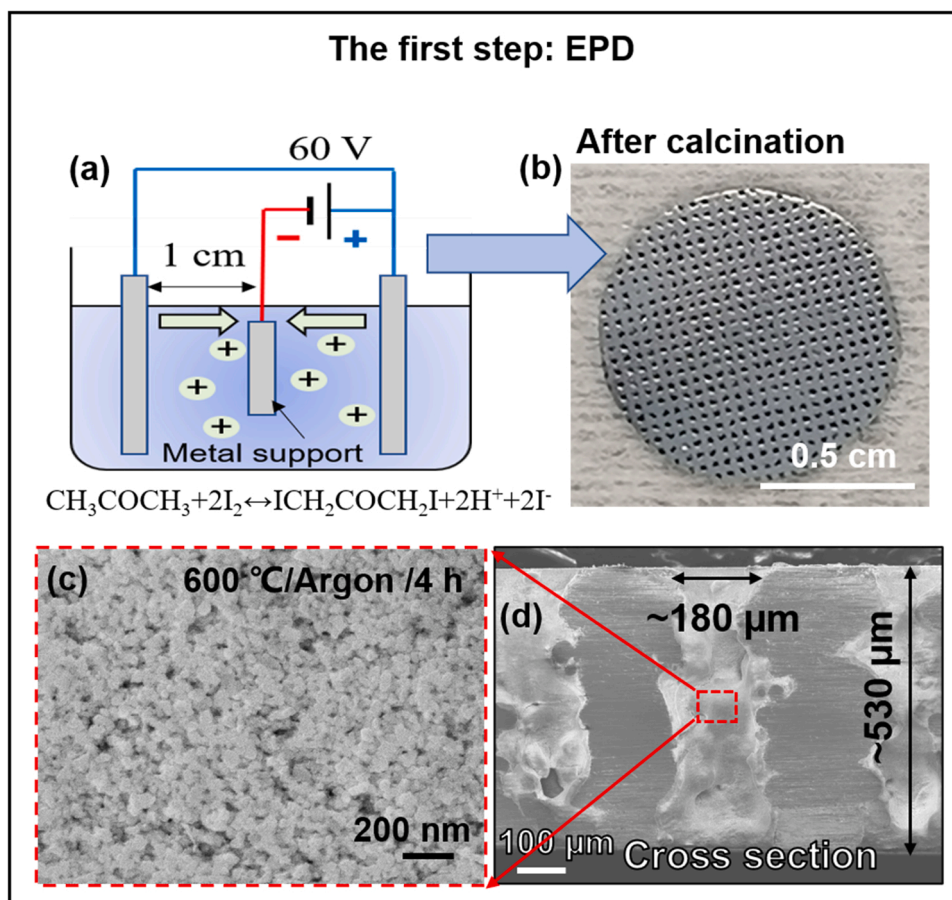 The first step: EPD
(a)
60 V
−
+
1 cm
+
+
+
+
+
+
Metal support
CH₃COCH₃+2I₂↔ICH₂COCH₂I+2H⁺+2I⁻
After calcination
(b)
0.5 cm
(c)
600 ℃/Argon /4 h
200 nm
(d)
~180 µm
~530 µm
100 µm
Cross section